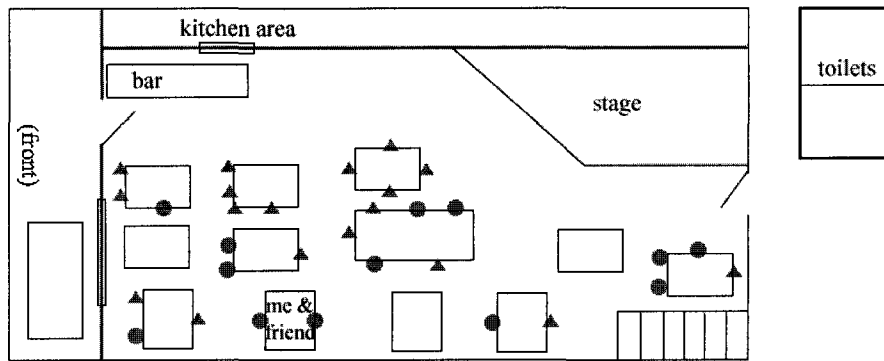 kitchen area
bar
stage
toilets
(front)
me &
friend